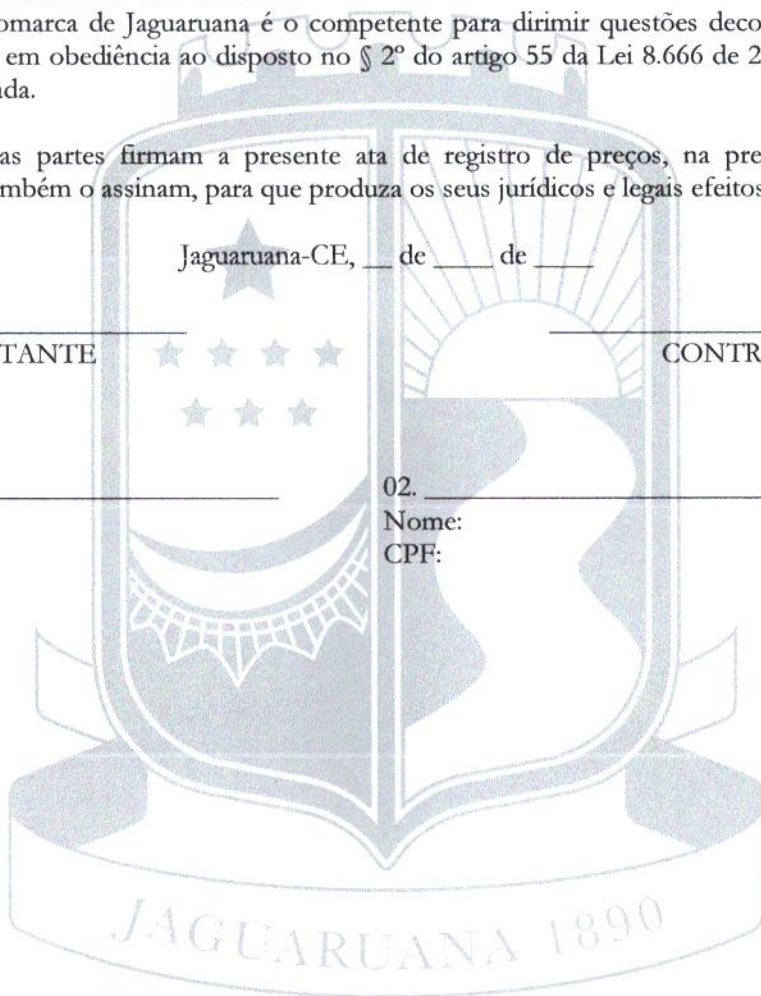 omarca de Jaguaruana é o competente para dirimir questões deco
em obediência ao disposto no § 2º do artigo 55 da Lei 8.666 de 2
da.
as partes firmam a presente ata de registro de preços, na pre
mbém o assinam, para que produza os seus jurídicos e legais efeitos
Jaguaruana-CE, __ de ____ de ____
TANTE CONTR
02. ____
Nome:
CPF:
JAGUARUANA 1890